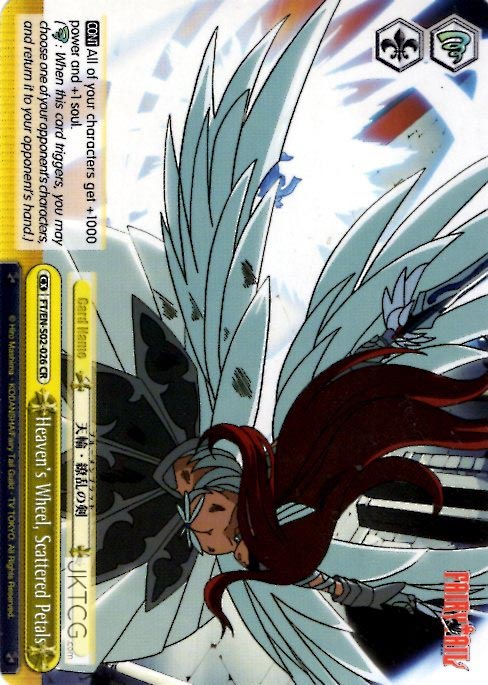 FAIRY TAIL
[CONT] All of your characters get +1000
power and +1 soul.
( : When this card triggers, you may
choose one of your opponent's characters,
and return it to your opponent's hand.)
Card Name
天輪・繚乱の剣
JKTCG.com
CX FT/EN-S02-026 CR
Heaven's Wheel, Scattered Petals
© Hiro Mashima・KODANSHA/Fairy Tail Guild・TV TOKYO. All Rights Reserved.